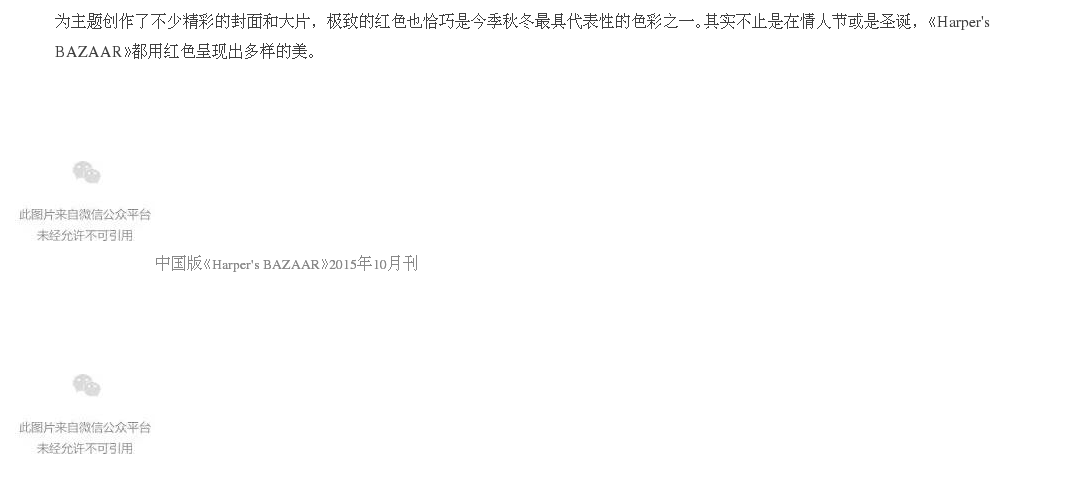 为主题创作了不少精彩的封面和大片，极致的红色也恰巧是今季秋冬最具代表性的色彩之一。其实不止是在情人节或是圣诞，《Harper's
BAZAAR》都用红色呈现出多样的美。
此图片来自微信公众平台
未经允许不可引用
中国版《Harper's BAZAAR》2015年10月刊
此图片来自微信公众平台
未经允许不可引用